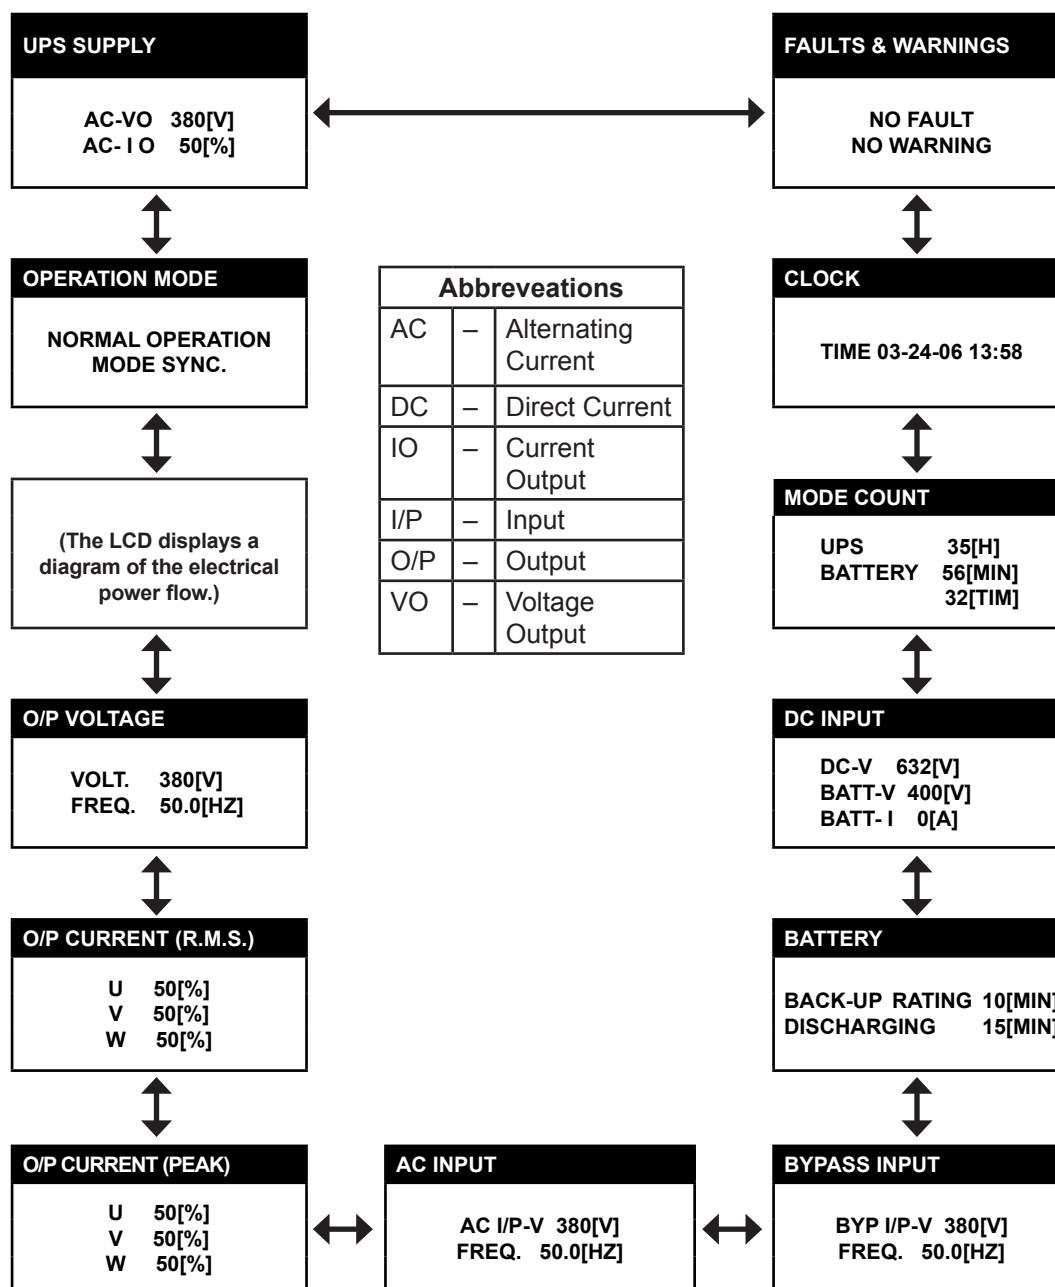 UPS SUPPLY
AC-VO 380[V]
AC- I O 50[%]
FAULTS & WARNINGS
NO FAULT
NO WARNING
OPERATION MODE
NORMAL OPERATION
MODE SYNC.
Abbreveations
AC – Alternating
Current
DC – Direct Current
IO – Current
Output
I/P – Input
O/P – Output
VO – Voltage
Output
CLOCK
TIME 03-24-06 13:58
(The LCD displays a
diagram of the electrical
power flow.)
MODE COUNT
UPS 35[H]
BATTERY 56[MIN]
32[TIM]
O/P VOLTAGE
VOLT. 380[V]
FREQ. 50.0[HZ]
DC INPUT
DC-V 632[V]
BATT-V 400[V]
BATT- I 0[A]
O/P CURRENT (R.M.S.)
U 50[%]
V 50[%]
W 50[%]
BATTERY
BACK-UP RATING 10[MIN]
DISCHARGING 15[MIN]
O/P CURRENT (PEAK)
U 50[%]
V 50[%]
W 50[%]
AC INPUT
AC I/P-V 380[V]
FREQ. 50.0[HZ]
BYPASS INPUT
BYP I/P-V 380[V]
FREQ. 50.0[HZ]